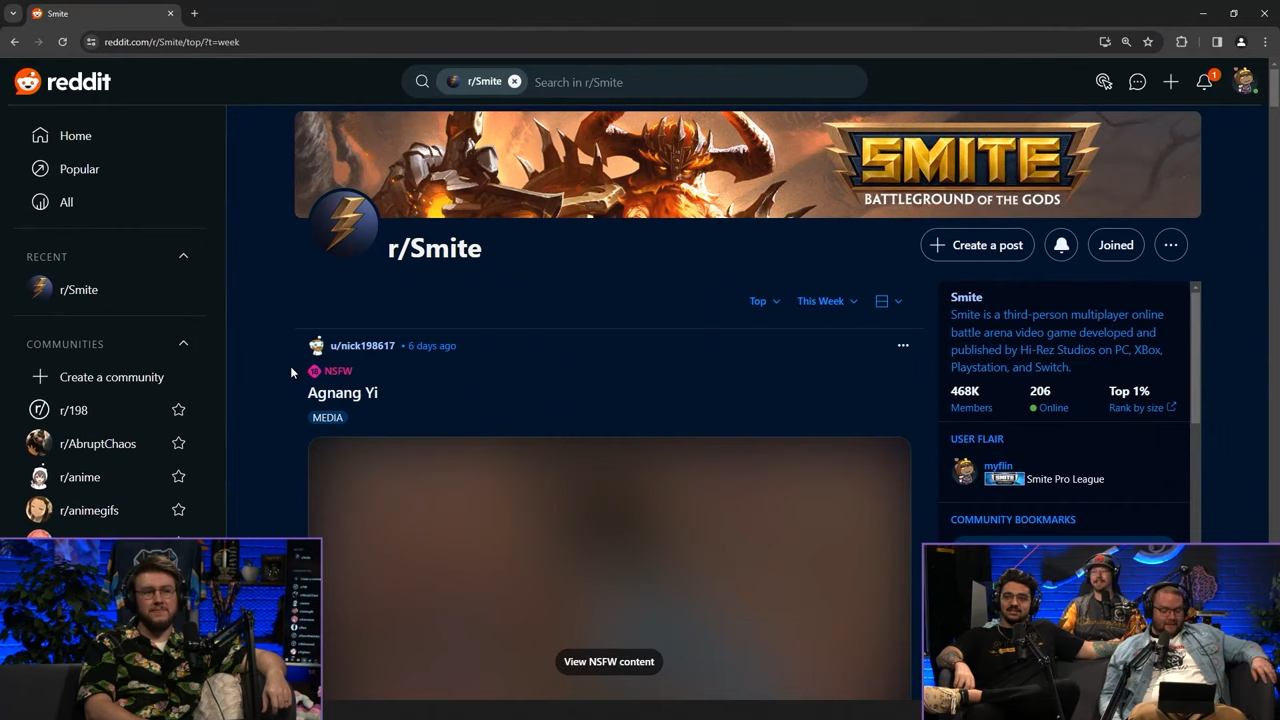 Smite
reddit.com/r/Smite/top/?t=week
reddit
r/Smite
Search in r/Smite
1
Home
Popular
All
RECENT
r/Smite
COMMUNITIES
Create a community
r/198
r/AbruptChaos
r/anime
r/animegifs
SMITE
BATTLEGROUND OF THE GODS
r/Smite
Create a post
Joined
Top
This Week
u/nick198617 • 6 days ago
18 NSFW
Agnang Yi
MEDIA
View NSFW content
Smite
Smite is a third-person multiplayer online
battle arena video game developed and
published by Hi-Rez Studios on PC, XBox,
Playstation, and Switch.
468K 206 Top 1%
Members Online Rank by size
USER FLAIR
myflin
SMITE Smite Pro League
COMMUNITY BOOKMARKS